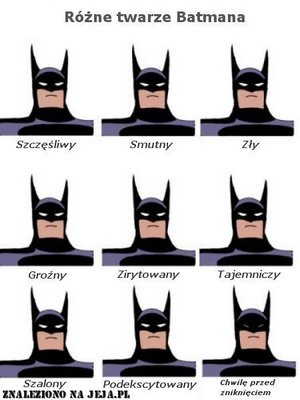 Różne twarze Batmana
Szczęśliwy Smutny Zły
Groźny Zirytowany Tajemniczy
Szalony Podekscytowany Chwilę przed
zniknięciem
ZNALEZIONO NA JEJA.PL